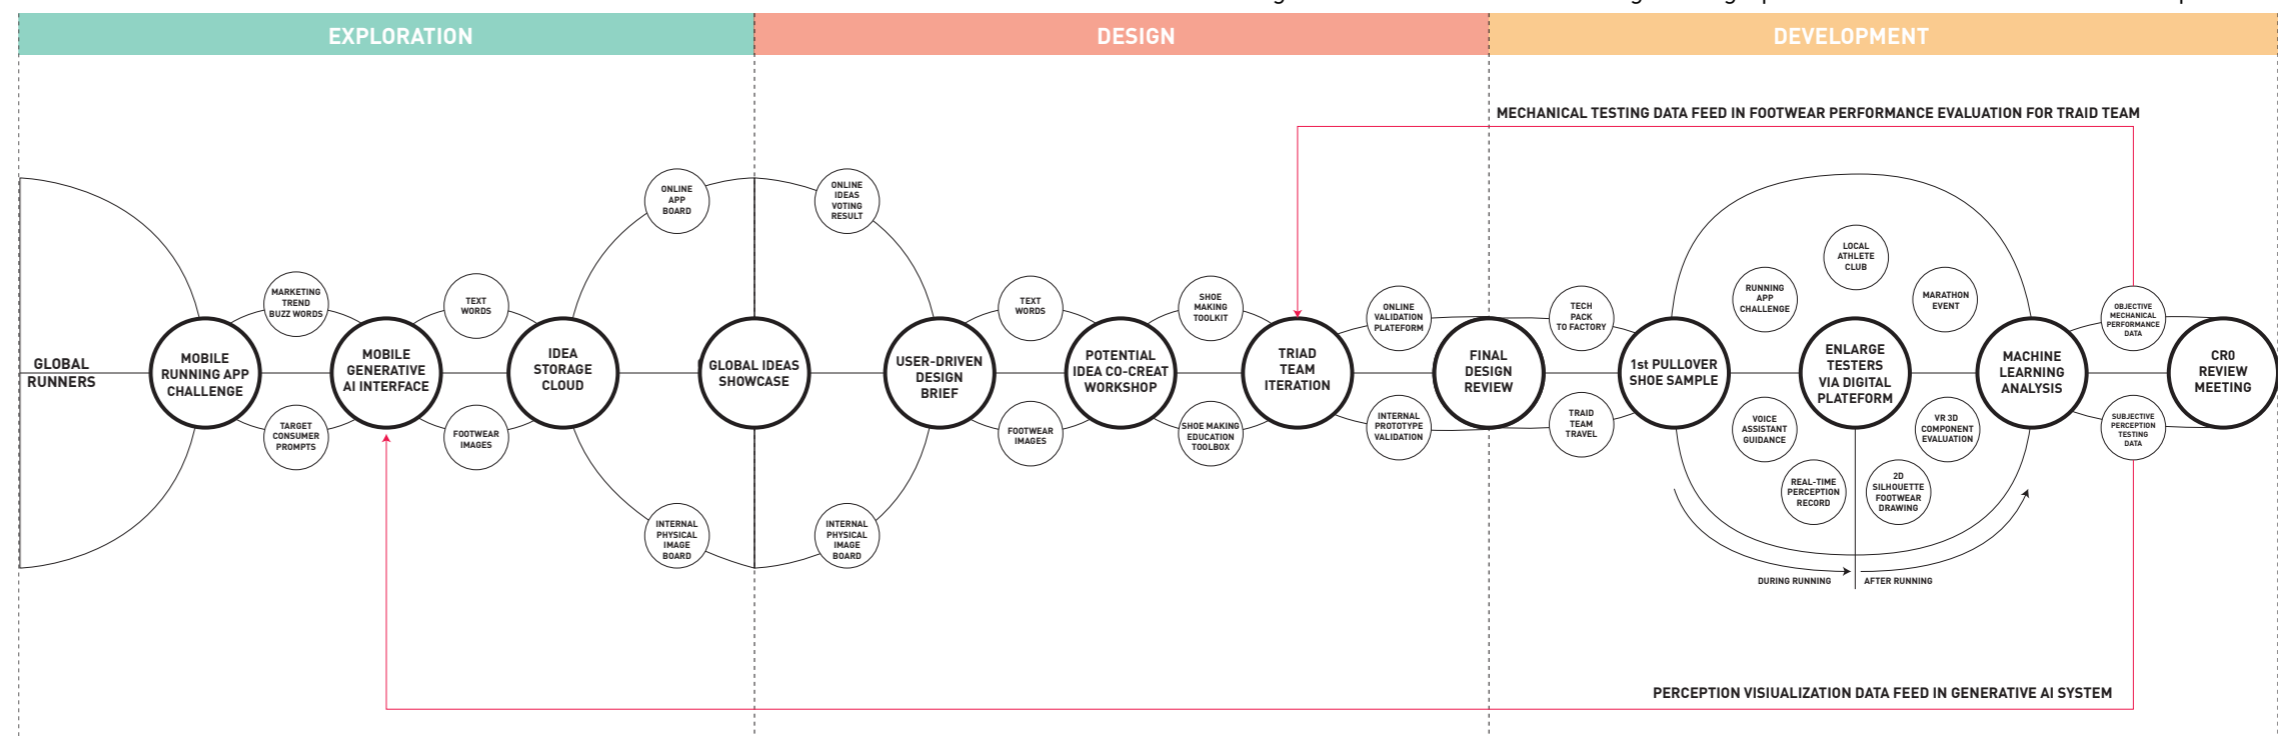 EXPLORATION
DESIGN
DEVELOPMENT
MECHANICAL TESTING DATA FEED IN FOOTWEAR PERFORMANCE EVALUATION FOR TRAID TEAM
GLOBAL
RUNNERS
MOBILE
RUNNING APP
CHALLENGE
MARKETING
TREND
BUZZ WORDS
TARGET
CONSUMER
PROMPTS
MOBILE
GENERATIVE
AI INTERFACE
TEXT
WORDS
FOOTWEAR
IMAGES
IDEA
STORAGE
CLOUD
ONLINE
APP
BOARD
INTERNAL
PHYSICAL
IMAGE
BOARD
GLOBAL IDEAS
SHOWCASE
ONLINE
IDEAS
VOTING
RESULT
INTERNAL
PHYSICAL
IMAGE
BOARD
USER-DRIVEN
DESIGN
BRIEF
TEXT
WORDS
FOOTWEAR
IMAGES
POTENTIAL
IDEA CO-CREAT
WORKSHOP
SHOE
MAKING
TOOLKIT
SHOE MAKING
EDUCATION
TOOLBOX
TRIAD
TEAM
ITERATION
ONLINE
VALIDATION
PLATEFORM
INTERNAL
PROTOTYPE
VALIDATION
FINAL
DESIGN
REVIEW
TECH
PACK
TO FACTORY
TRAID
TEAM
TRAVEL
1st PULLOVER
SHOE SAMPLE
RUNNING
APP
CHALLENGE
LOCAL
ATHLETE
CLUB
MARATHON
EVENT
ENLARGE
TESTERS
VIA DIGITAL
PLATEFORM
VOICE
ASSISTANT
GUIDANCE
REAL-TIME
PERCEPTION
RECORD
2D
SILHOUETTE
FOOTWEAR
DRAWING
VR 3D
COMPONENT
EVALUATION
DURING RUNNING
AFTER RUNNING
MACHINE
LEARNING
ANALYSIS
OBJECTIVE
MECHANICAL
PERFORMANCE
DATA
SUBJECTIVE
PERCEPTION
TESTING
DATA
CR0
REVIEW
MEETING
PERCEPTION VISIUALIZATION DATA FEED IN GENERATIVE AI SYSTEM